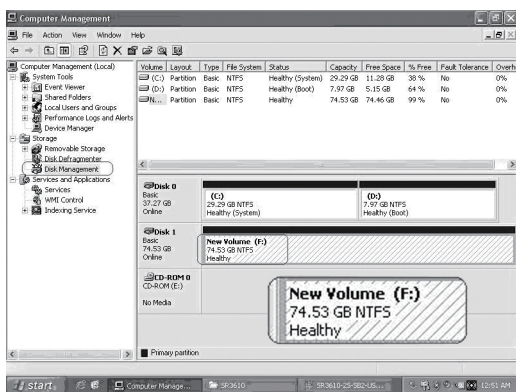 Computer Management
File Action View Window Help
Computer Management (Local)
System Tools
Event Viewer
Shared Folders
Local Users and Groups
Performance Logs and Alerts
Device Manager
Storage
Removable Storage
Disk Defragmenter
Disk Management
Services and Applications
Services
WMI Control
Indexing Service
Volume Layout Type File System Status Capacity Free Space % Free Fault Tolerance Overh
(C:) Partition Basic NTFS Healthy (System) 29.29 GB 11.28 GB 38 % No 0%
(D:) Partition Basic NTFS Healthy (Boot) 7.97 GB 5.15 GB 64 % No 0%
N... Partition Basic NTFS Healthy 74.53 GB 74.46 GB 99 % No 0%
Disk 0
Basic
37.27 GB
Online
(C:)
29.29 GB NTFS
Healthy (System)
(D:)
7.97 GB NTFS
Healthy (Boot)
Disk 1
Basic
74.53 GB
Online
New Volume (F:)
74.53 GB NTFS
Healthy
CD-ROM 0
CD-ROM (E:)
No Media
New Volume (F:)
74.53 GB NTFS
Healthy
Primary partition
start
Computer Manage...
SR3610
SR3610-2S-SB2-US...
12:51 AM